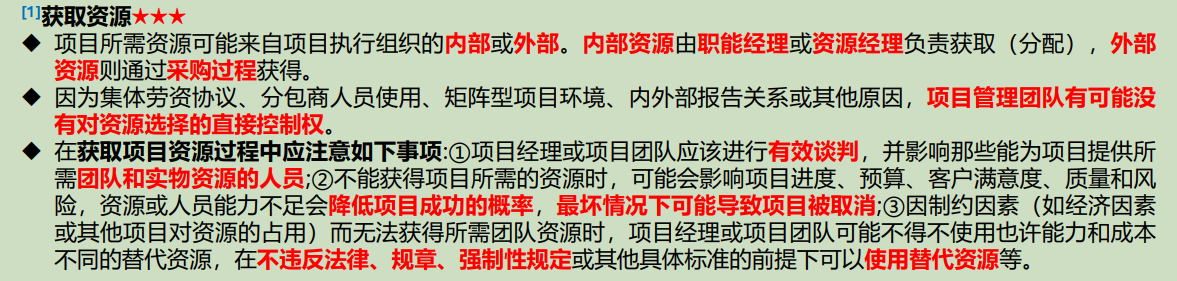 [1]获取资源★★★
◆ 项目所需资源可能来自项目执行组织的内部或外部。内部资源由职能经理或资源经理负责获取（分配），外部
资源则通过采购过程获得。
◆ 因为集体劳资协议、分包商人员使用、矩阵型项目环境、内外部报告关系或其他原因，项目管理团队有可能没
有对资源选择的直接控制权。
◆ 在获取项目资源过程中应注意如下事项:①项目经理或项目团队应该进行有效谈判，并影响那些能为项目提供所
需团队和实物资源的人员;②不能获得项目所需的资源时，可能会影响项目进度、预算、客户满意度、质量和风
险，资源或人员能力不足会降低项目成功的概率，最坏情况下可能导致项目被取消;③因制约因素（如经济因素
或其他项目对资源的占用）而无法获得所需团队资源时，项目经理或项目团队可能不得不使用也许能力和成本
不同的替代资源，在不违反法律、规章、强制性规定或其他具体标准的前提下可以使用替代资源等。